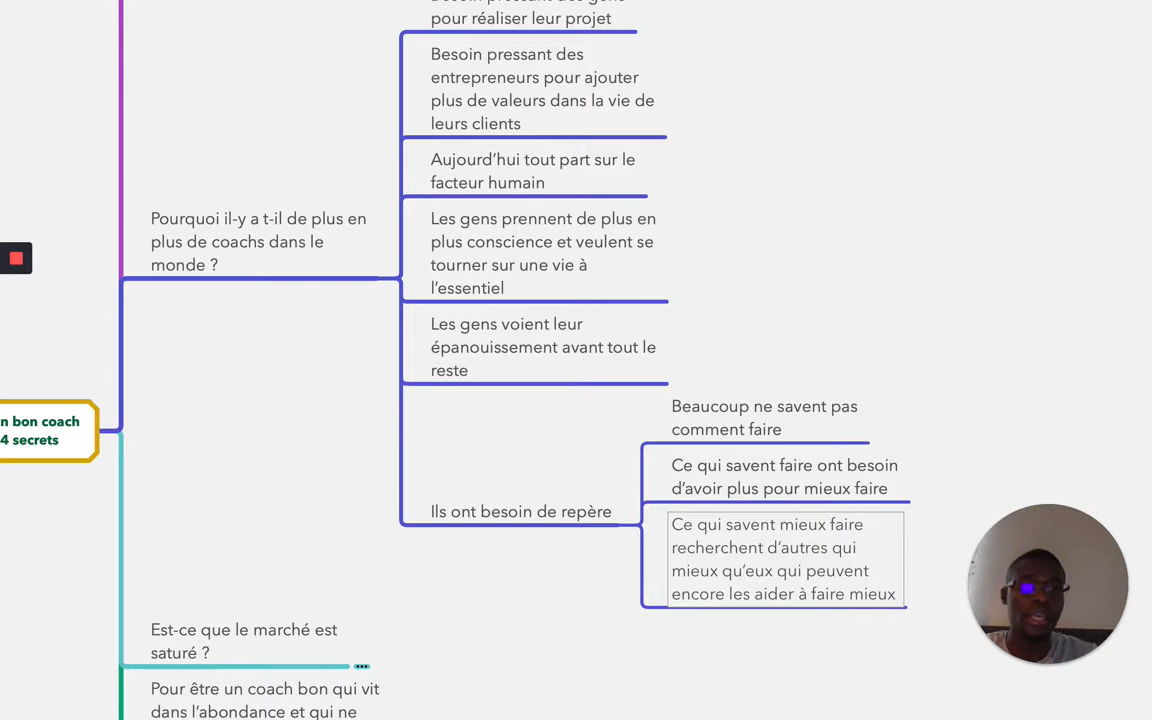 Besoin pressant des gens
pour réaliser leur projet
Besoin pressant des
entrepreneurs pour ajouter
plus de valeurs dans la vie de
leurs clients
Aujourd’hui tout part sur le
facteur humain
Pourquoi il-y a t-il de plus en
plus de coachs dans le
monde ?
Les gens prennent de plus en
plus conscience et veulent se
tourner sur une vie à
l’essentiel
Les gens voient leur
épanouissement avant tout le
reste
n bon coach
4 secrets
Beaucoup ne savent pas
comment faire
Ce qui savent faire ont besoin
d’avoir plus pour mieux faire
Ils ont besoin de repère
Ce qui savent mieux faire
recherchent d’autres qui
mieux qu’eux qui peuvent
encore les aider à faire mieux
Est-ce que le marché est
saturé ?
Pour être un coach bon qui vit
dans l’abondance et qui ne